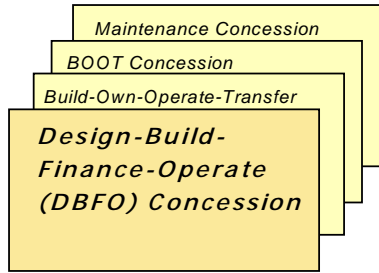 Maintenance Concession
BOOT Concession
Build-Own-Operate-Transfer
Design-Build-
Finance-Operate
(DBFO) Concession